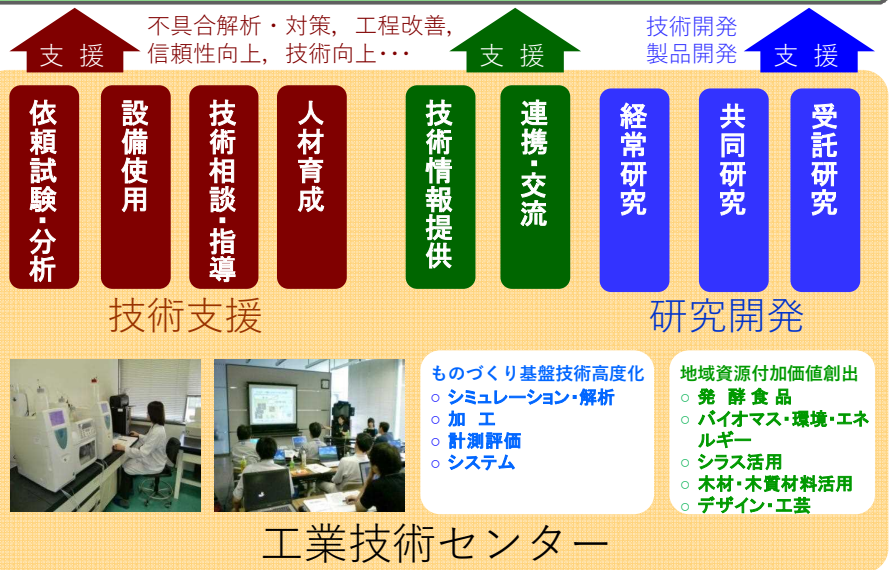 不具合解析・対策，工程改善，
信頼性向上，技術向上･･･
技術開発
製品開発
支 援
支 援
支 援
依頼試験・分析
設備使用
技術相談・指導
人材育成
技術情報提供
連携・交流
経常研究
共同研究
受託研究
技術支援
研究開発
ものづくり基盤技術高度化
○ シミュレーション・解析
○ 加 工
○ 計測評価
○ システム
地域資源付加価値創出
○ 発 酵 食 品
○ バイオマス・環境・エネ
ルギー
○ シラス活用
○ 木材・木質材料活用
○ デザイン・工芸
工業技術センター